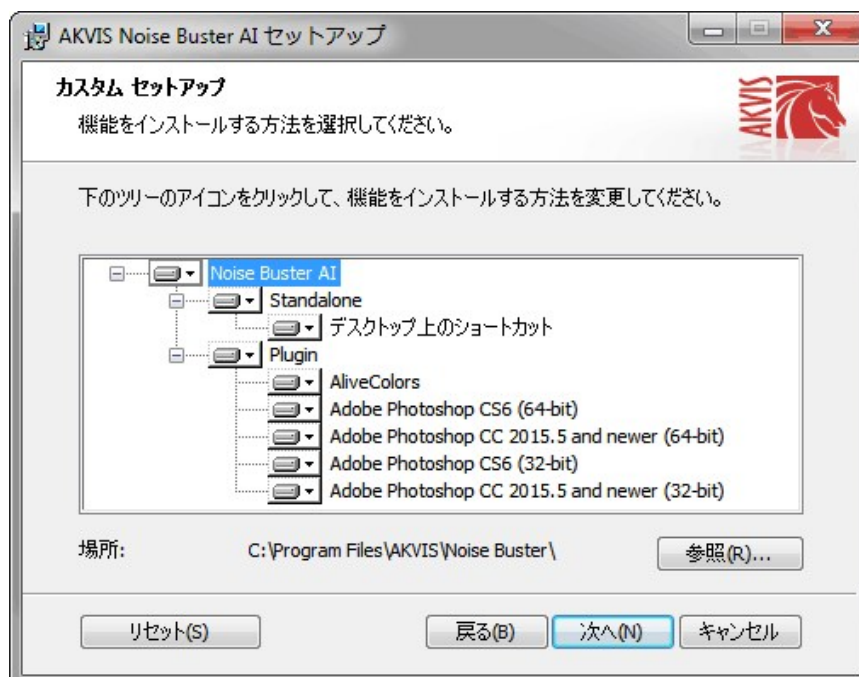 AKVIS Noise Buster AI セットアップ
カスタム セットアップ
機能をインストールする方法を選択してください。
AKVIS
下のツリーのアイコンをクリックして、機能をインストールする方法を変更してください。
Noise Buster AI
Standalone
デスクトップ上のショートカット
Plugin
AliveColors
Adobe Photoshop CS6 (64-bit)
Adobe Photoshop CC 2015.5 and newer (64-bit)
Adobe Photoshop CS6 (32-bit)
Adobe Photoshop CC 2015.5 and newer (32-bit)
場所: C:\Program Files\AKVIS\Noise Buster\ 参照(R)...
リセット(S) 戻る(B) 次へ(N) キャンセル